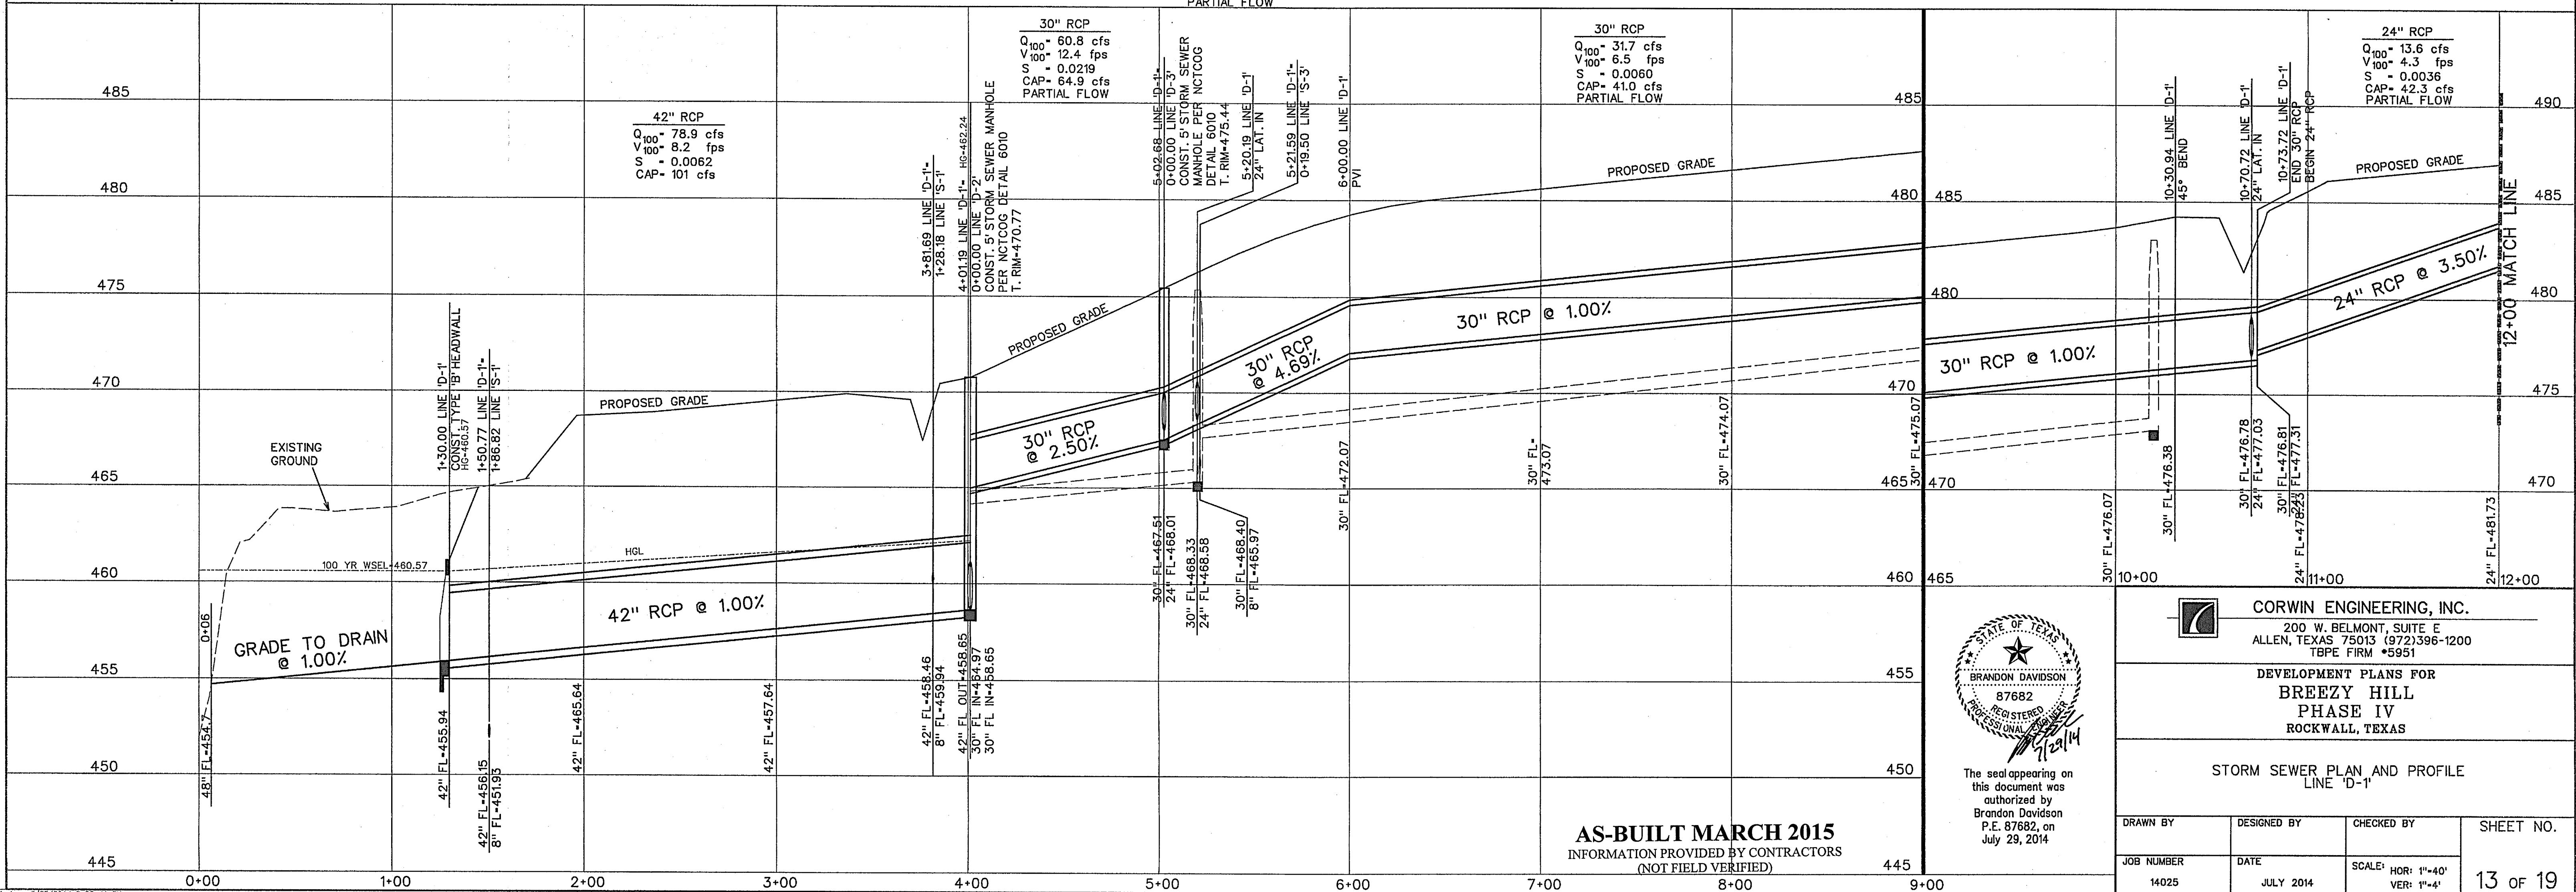 PARTIAL FLOW
30" RCP
Q100= 60.8 cfs
V100= 12.4 fps
S = 0.0219
CAP= 64.9 cfs
PARTIAL FLOW
30" RCP
Q100= 31.7 cfs
V100= 6.5 fps
S = 0.0060
CAP= 41.0 cfs
PARTIAL FLOW
24" RCP
Q100= 13.6 cfs
V100= 4.3 fps
S = 0.0036
CAP= 42.3 cfs
PARTIAL FLOW
42" RCP
Q100= 78.9 cfs
V100= 8.2 fps
S = 0.0062
CAP= 101 cfs
485
480
475
470
465
460
455
450
445
485
480
475
470
465
460
455
450
445
485
480
475
470
465
490
485
480
475
470
1+30.00 LINE 'D-1'
CONST. TYPE 'B' HEADWALL
HG=460.57
1+50.77 LINE 'D-1'=
1+86.82 LINE 'S-1'
3+81.69 LINE 'D-1'=
1+28.18 LINE 'S-1'
4+01.19 LINE 'D-1'= HG=462.24
0+00.00 LINE 'D-2'
CONST. 5' STORM SEWER MANHOLE
PER NCTCOG DETAIL 6010
T. RIM=470.77
5+02.68 LINE 'D-1'=
0+00.00 LINE 'D-3'
CONST. 5' STORM SEWER
MANHOLE PER NCTCOG
DETAIL 6010
T. RIM=475.44
5+20.19 LINE 'D-1'
24" LAT. IN
5+21.59 LINE 'D-1'=
0+19.50 LINE 'S-3'
6+00.00 LINE 'D-1'
PVI
10+30.94 LINE 'D-1'
45° BEND
10+70.72 LINE 'D-1'
24" LAT. IN
10+73.72 LINE 'D-1'
END 30" RCP
BEGIN 24" RCP
12+00 MATCH LINE
PROPOSED GRADE
PROPOSED GRADE
PROPOSED GRADE
PROPOSED GRADE
EXISTING
GROUND
100 YR WSEL=460.57
HGL
GRADE TO DRAIN
@ 1.00%
42" RCP @ 1.00%
30" RCP
@ 2.50%
30" RCP
@ 4.69%
30" RCP @ 1.00%
30" RCP @ 1.00%
24" RCP @ 3.50%
0+06
48" FL=454.7
42" FL=455.94
42" FL=456.15
8" FL=451.93
42" FL=465.64
42" FL=457.64
42" FL=458.46
8" FL=459.94
42" FL OUT=458.65
30" FL IN=464.97
30" FL IN=458.65
30" FL=467.51
24" FL=468.01
30" FL=468.33
24" FL=468.58
30" FL=468.40
8" FL=465.97
30" FL=472.07
30" FL=
473.07
30" FL=474.07
30" FL=475.07
30" FL=476.07
30" FL=476.38
30" FL=476.78
24" FL=477.03
30" FL=476.81
24" FL=477.31
24" FL=478.23
24" FL=481.73
0+00
1+00
2+00
3+00
4+00
5+00
6+00
7+00
8+00
9+00
10+00
11+00
12+00
STATE OF TEXAS
BRANDON DAVIDSON
87682
REGISTERED
PROFESSIONAL ENGINEER
7/29/14
The seal appearing on
this document was
authorized by
Brandon Davidson
P.E. 87682, on
July 29, 2014
AS-BUILT MARCH 2015
INFORMATION PROVIDED BY CONTRACTORS
(NOT FIELD VERIFIED)
CORWIN ENGINEERING, INC.
200 W. BELMONT, SUITE E
ALLEN, TEXAS 75013 (972)396-1200
TBPE FIRM #5951
DEVELOPMENT PLANS FOR
BREEZY HILL
PHASE IV
ROCKWALL, TEXAS
STORM SEWER PLAN AND PROFILE
LINE 'D-1'
DRAWN BY
DESIGNED BY
CHECKED BY
SHEET NO.
JOB NUMBER
14025
DATE
JULY 2014
SCALE: HOR: 1"=40'
VER: 1"=4'
13 OF 19